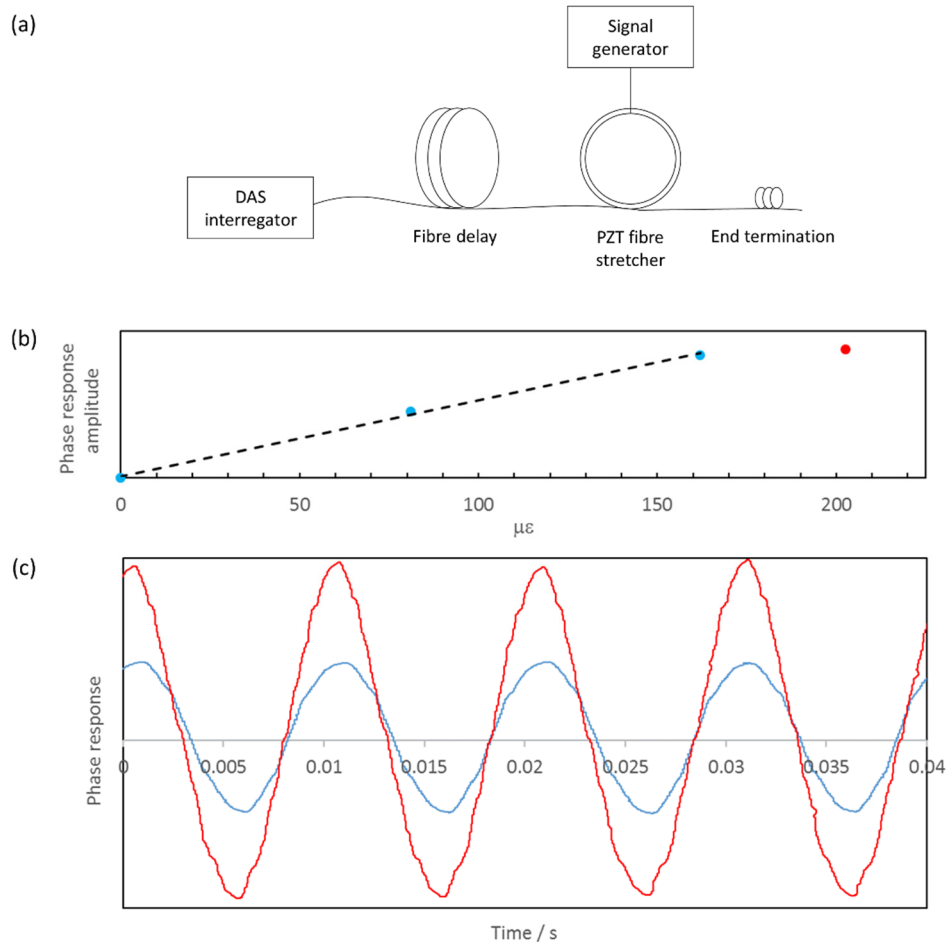 (a)
Signal
generator
DAS
interregator
Fibre delay
PZT fibre
stretcher
End termination
(b)
Phase response
amplitude
0
50
100
150
200
με
(c)
Phase response
0
0.005
0.01
0.015
0.02
0.025
0.03
0.035
0.04
Time / s